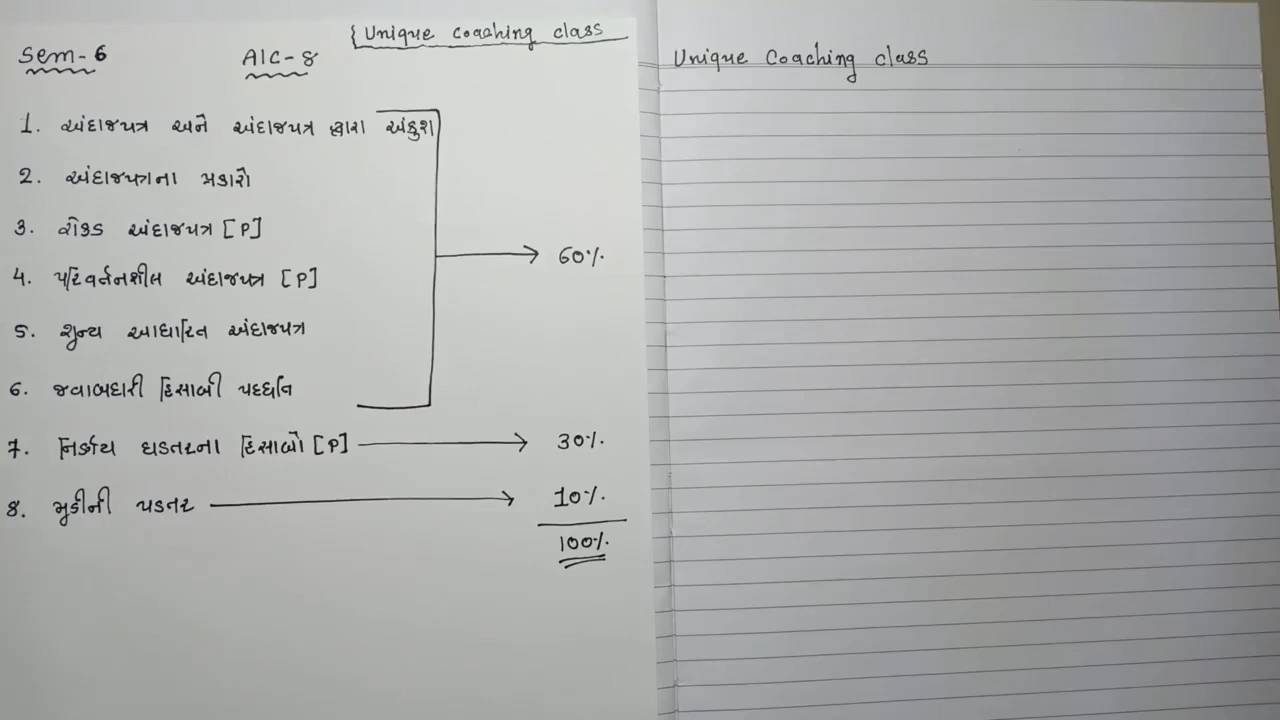 { Unique coaching class
Sem-6 A/C-8
1. અંદાજપત્ર અને અંદાજપત્ર દ્વારા અંકુશ
2. અંદાજપત્રના પ્રકારો
3. રોકડ અંદાજપત્ર [P]
4. પરિવર્તનશીલ અંદાજપત્ર [P]
5. શૂન્ય આધારિત અંદાજપત્ર
→ 60%
6. જવાબદારી હિસાબી પદ્ધતિ
7. નિર્ણય ઘડતરના હિસાબો [P] → 30%
8. મૂડીની પડતર → 10%
100%
Unique Coaching class